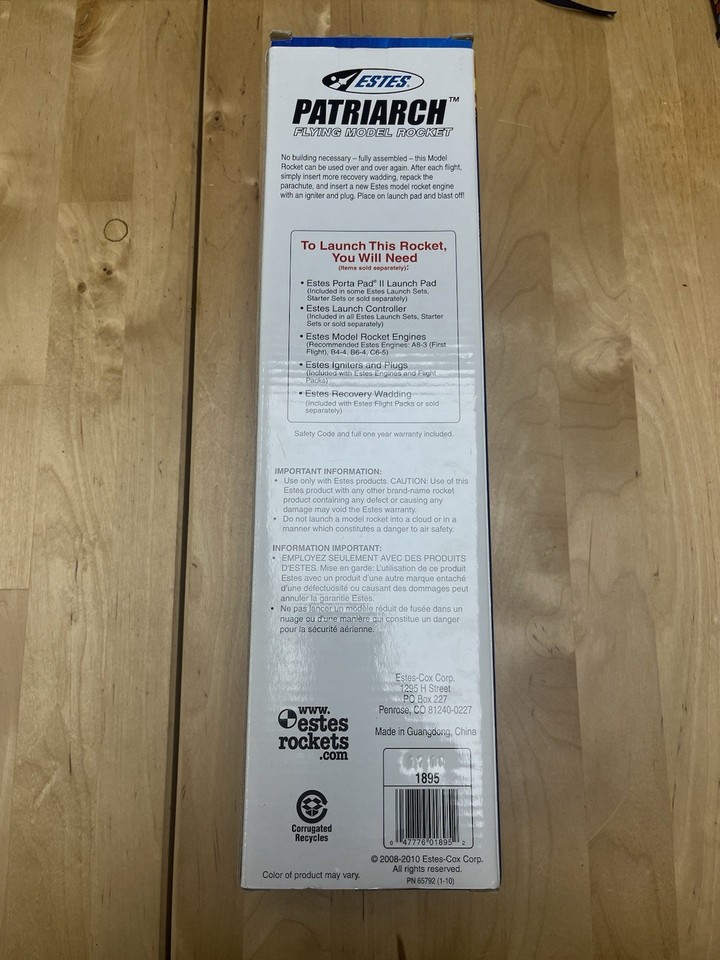 ESTES®
PATRIARCH™
FLYING MODEL ROCKET
No building necessary – fully assembled – this Model
Rocket can be used over and over again. After each flight,
simply insert more recovery wadding, repack the
parachute, and insert a new Estes model rocket engine
with an igniter and plug. Place on launch pad and blast off!
To Launch This Rocket,
You Will Need
(Items sold separately):
• Estes Porta Pad® II Launch Pad
(Included in some Estes Launch Sets,
Starter Sets or sold separately)
• Estes Launch Controller
(Included in all Estes Launch Sets, Starter
Sets or sold separately)
• Estes Model Rocket Engines
(Recommended Estes Engines: A8-3 (First
Flight), B4-4, B6-4, C6-5)
• Estes Igniters and Plugs
(Included with Estes Engines and Flight
Packs)
• Estes Recovery Wadding
(Included with Estes Flight Packs or sold
separately)
Safety Code and full one year warranty included.
IMPORTANT INFORMATION:
• Use only with Estes products. CAUTION: Use of this
Estes product with any other brand-name rocket
product containing any defect or causing any
damage may void the Estes warranty.
• Do not launch a model rocket into a cloud or in a
manner which constitutes a danger to air safety.
INFORMATION IMPORTANT:
• EMPLOYEZ SEULEMENT AVEC DES PRODUITS
D'ESTES. Mise en garde: L'utilisation de ce produit
Estes avec un produit d'une autre marque entaché
d'une défectuosité ou causant des dommages peut
annuler la garantie Estes.
• Ne pas lancer un modèle réduit de fusée dans un
nuage ou d'une manière qui constitue un danger
pour la sécurité aérienne.
Estes-Cox Corp.
1295 H Street
PO Box 227
Penrose, CO 81240-0227
Made in Guangdong, China
www.
estes
rockets
.com
1895
0 47776 01895 2
Corrugated
Recycles
© 2008-2010 Estes-Cox Corp.
All rights reserved.
PN 65792 (1-10)
Color of product may vary.